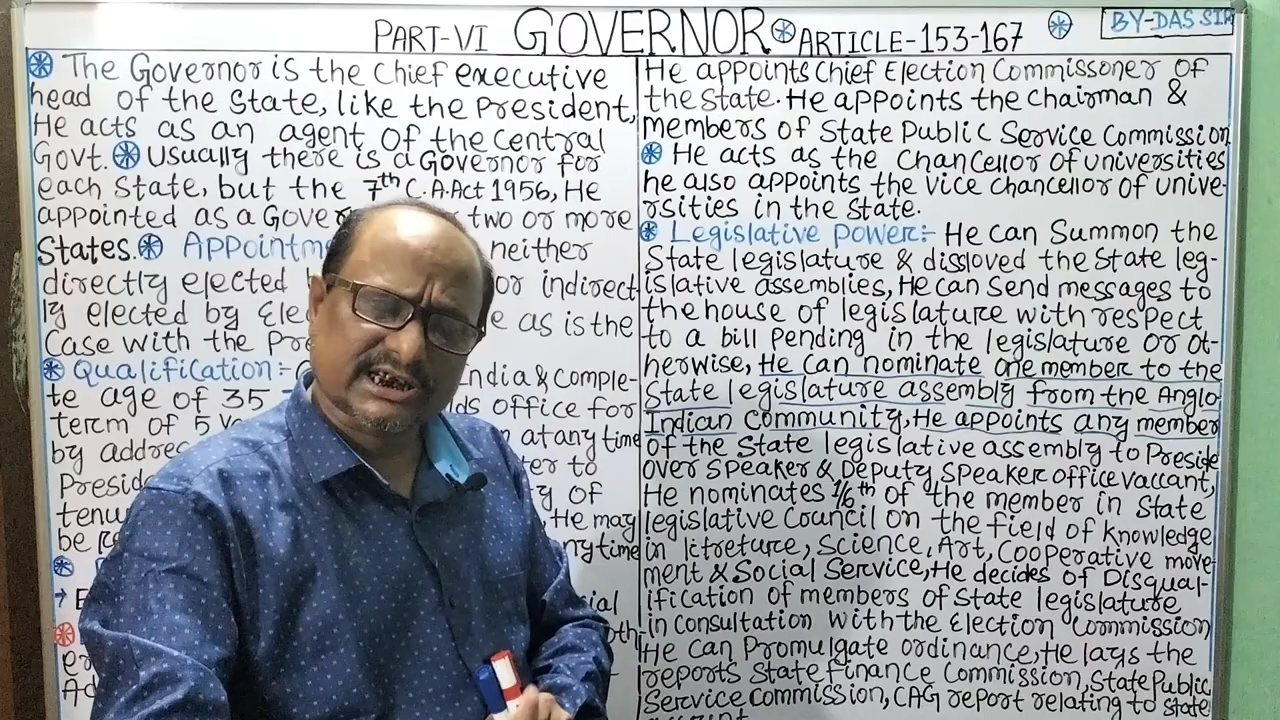 PART-VI GOVERNOR ARTICLE-153-167
BY-DAS SIR
The Governor is the chief executive
head of the State, like the President,
He acts as an agent of the central
Govt. Usually there is a Governor for
each state, but the 7th C.A.Act 1956, He
appointed as a Gove two or more
States. Appointm neither
directly elected or indirect
ly elected by Elec e as is the
Case with the Pre
Qualification:- India & comple-
te age of 35 ds office for
term of 5 at any time
by addres ter to
Presid y of
tenu , He may
be nytime
E cial
oth
er
Ad
He appoints Chief Election Commissoner of
the state. He appoints the Chairman &
members of State Public Service Commission
He acts as the Chancellor of universities
he also appoints the vice chancellor of unive-
rsities in the state.
Legislative power:- He can Summon the
State legislature & dissloved the State leg-
islative assemblies, He can send messages to
the house of legislature with respect
to a bill pending in the legislature or ot-
herwise, He can nominate one member to the
State legislature assembly from the Anglo
Indian Community, He appoints any member
of the State legislative assembly to Preside
over speaker & Deputy speaker office vaccant,
He nominates 1/6th of the member in State
legislative Council on the field of knowledge
in litreture, Science, Art, Cooperative move-
ment & Social Service, He decides of Disqual-
ification of members of State legislature
in consultation with the Election Commission
He can Promulgate ordinance, He lays the
reports State Finance Commission, State Public
Service Commission, CAG report relating to state